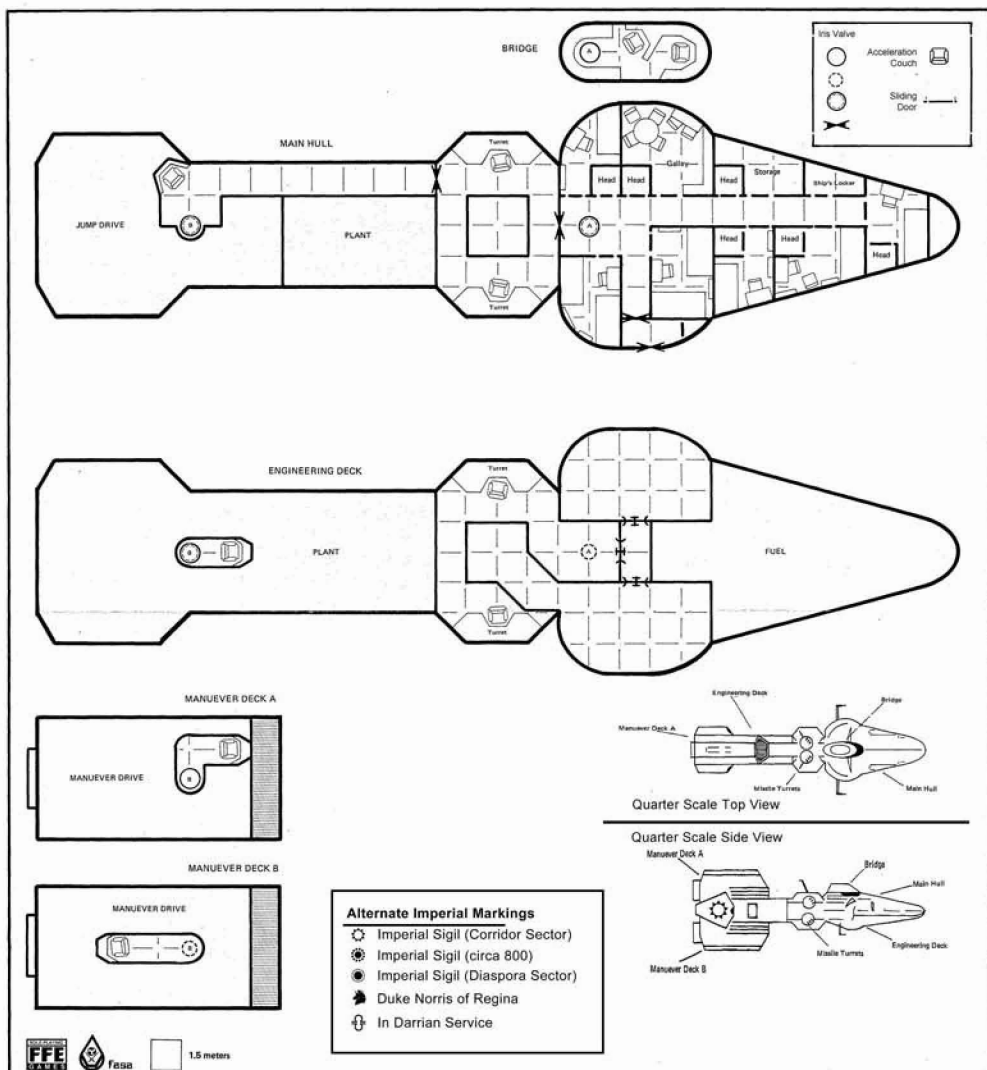 BRIDGE
A
Iris Valve
Acceleration
Couch
Sliding
Door
MAIN HULL
Turret
Galley
Head
Head
Head
Storage
Ship's Locker
JUMP DRIVE
B
PLANT
A
Head
Head
Head
Turret
ENGINEERING DECK
Turret
B
PLANT
A
FUEL
Turret
MANUEVER DECK A
MANUEVER DRIVE
B
MANUEVER DECK B
MANUEVER DRIVE
B
Engineering Deck
Bridge
Manuever Deck A
Missile Turrets
Main Hull
Quarter Scale Top View
Quarter Scale Side View
Manuever Deck A
Bridge
Main Hull
Missile Turrets
Engineering Deck
Manuever Deck B
Alternate Imperial Markings
Imperial Sigil (Corridor Sector)
Imperial Sigil (circa 800)
Imperial Sigil (Diaspora Sector)
Duke Norris of Regina
In Darrian Service
FFE
GAMES
fasa
1.5 meters